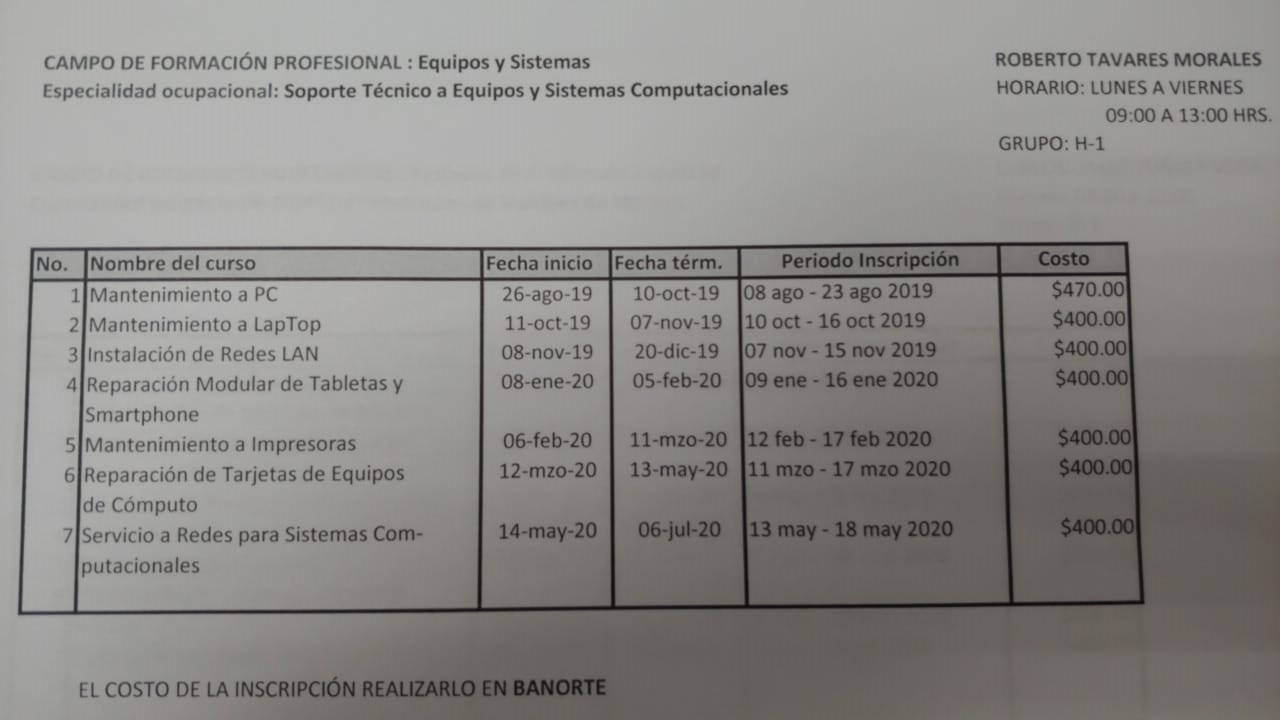 CAMPO DE FORMACIÓN PROFESIONAL : Equipos y Sistemas
Especialidad ocupacional: Soporte Técnico a Equipos y Sistemas Computacionales
ROBERTO TAVARES MORALES
HORARIO: LUNES A VIERNES
09:00 A 13:00 HRS.
GRUPO: H-1
No. Nombre del curso Fecha inicio Fecha térm. Periodo Inscripción Costo
1 Mantenimiento a PC 26-ago-19 10-oct-19 08 ago - 23 ago 2019 $470.00
2 Mantenimiento a LapTop 11-oct-19 07-nov-19 10 oct - 16 oct 2019 $400.00
3 Instalación de Redes LAN 08-nov-19 20-dic-19 07 nov - 15 nov 2019 $400.00
4 Reparación Modular de Tabletas y 08-ene-20 05-feb-20 09 ene - 16 ene 2020 $400.00
Smartphone
5 Mantenimiento a Impresoras 06-feb-20 11-mzo-20 12 feb - 17 feb 2020 $400.00
6 Reparación de Tarjetas de Equipos 12-mzo-20 13-may-20 11 mzo - 17 mzo 2020 $400.00
de Cómputo
7 Servicio a Redes para Sistemas Com- 14-may-20 06-jul-20 13 may - 18 may 2020 $400.00
putacionales
EL COSTO DE LA INSCRIPCIÓN REALIZARLO EN BANORTE